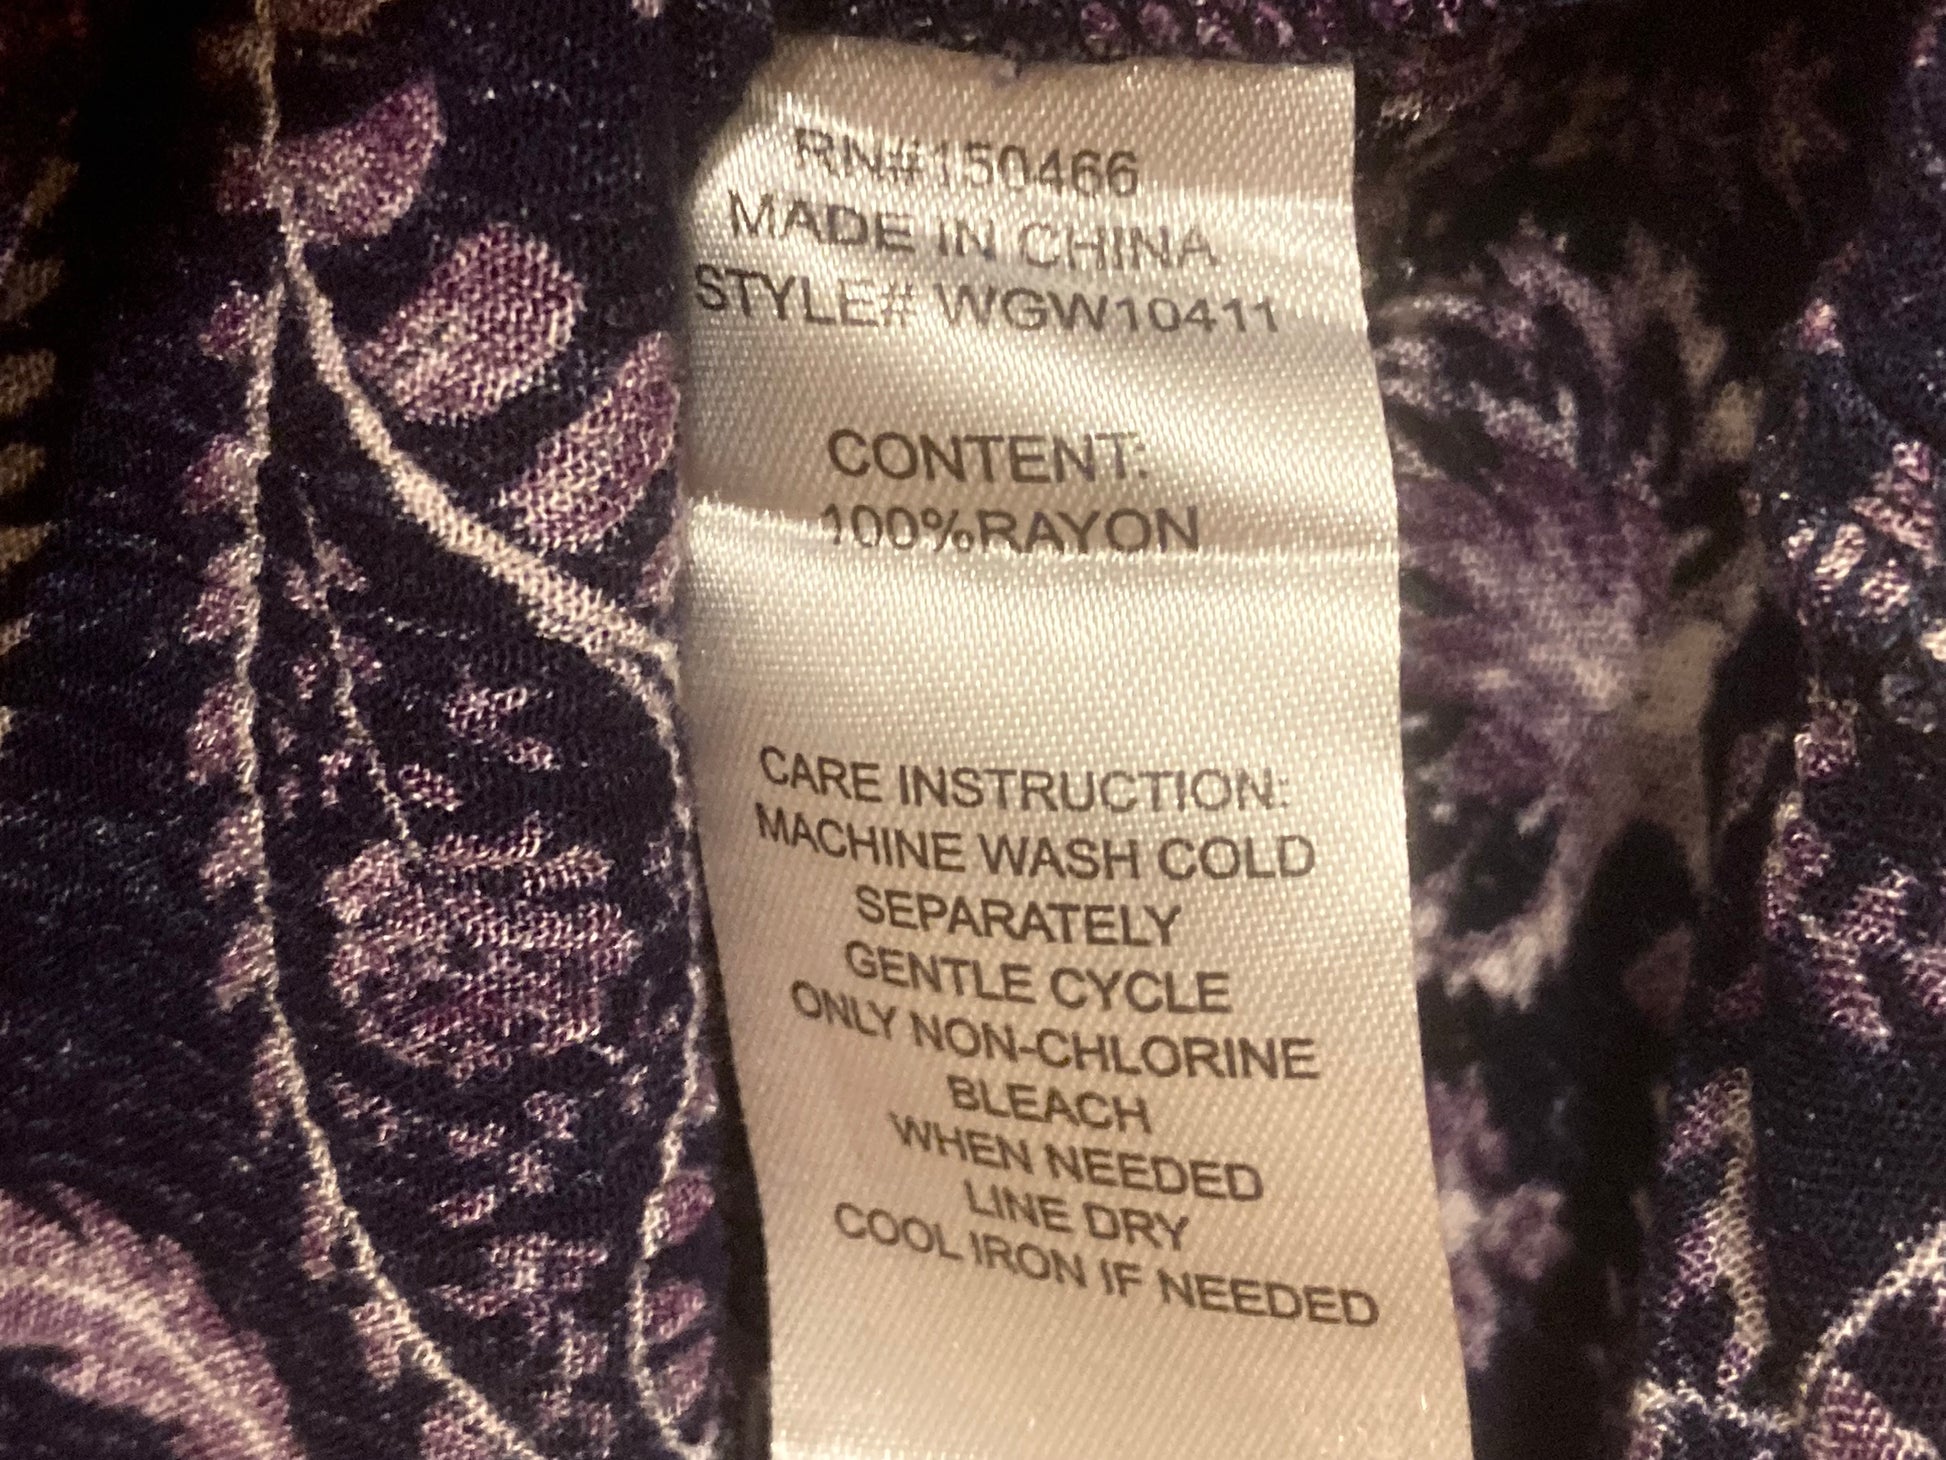 RN#150466
MADE IN CHINA
STYLE# WGW10411
CONTENT:
100%RAYON
CARE INSTRUCTION:
MACHINE WASH COLD
SEPARATELY
GENTLE CYCLE
ONLY NON-CHLORINE
BLEACH
WHEN NEEDED
LINE DRY
COOL IRON IF NEEDED